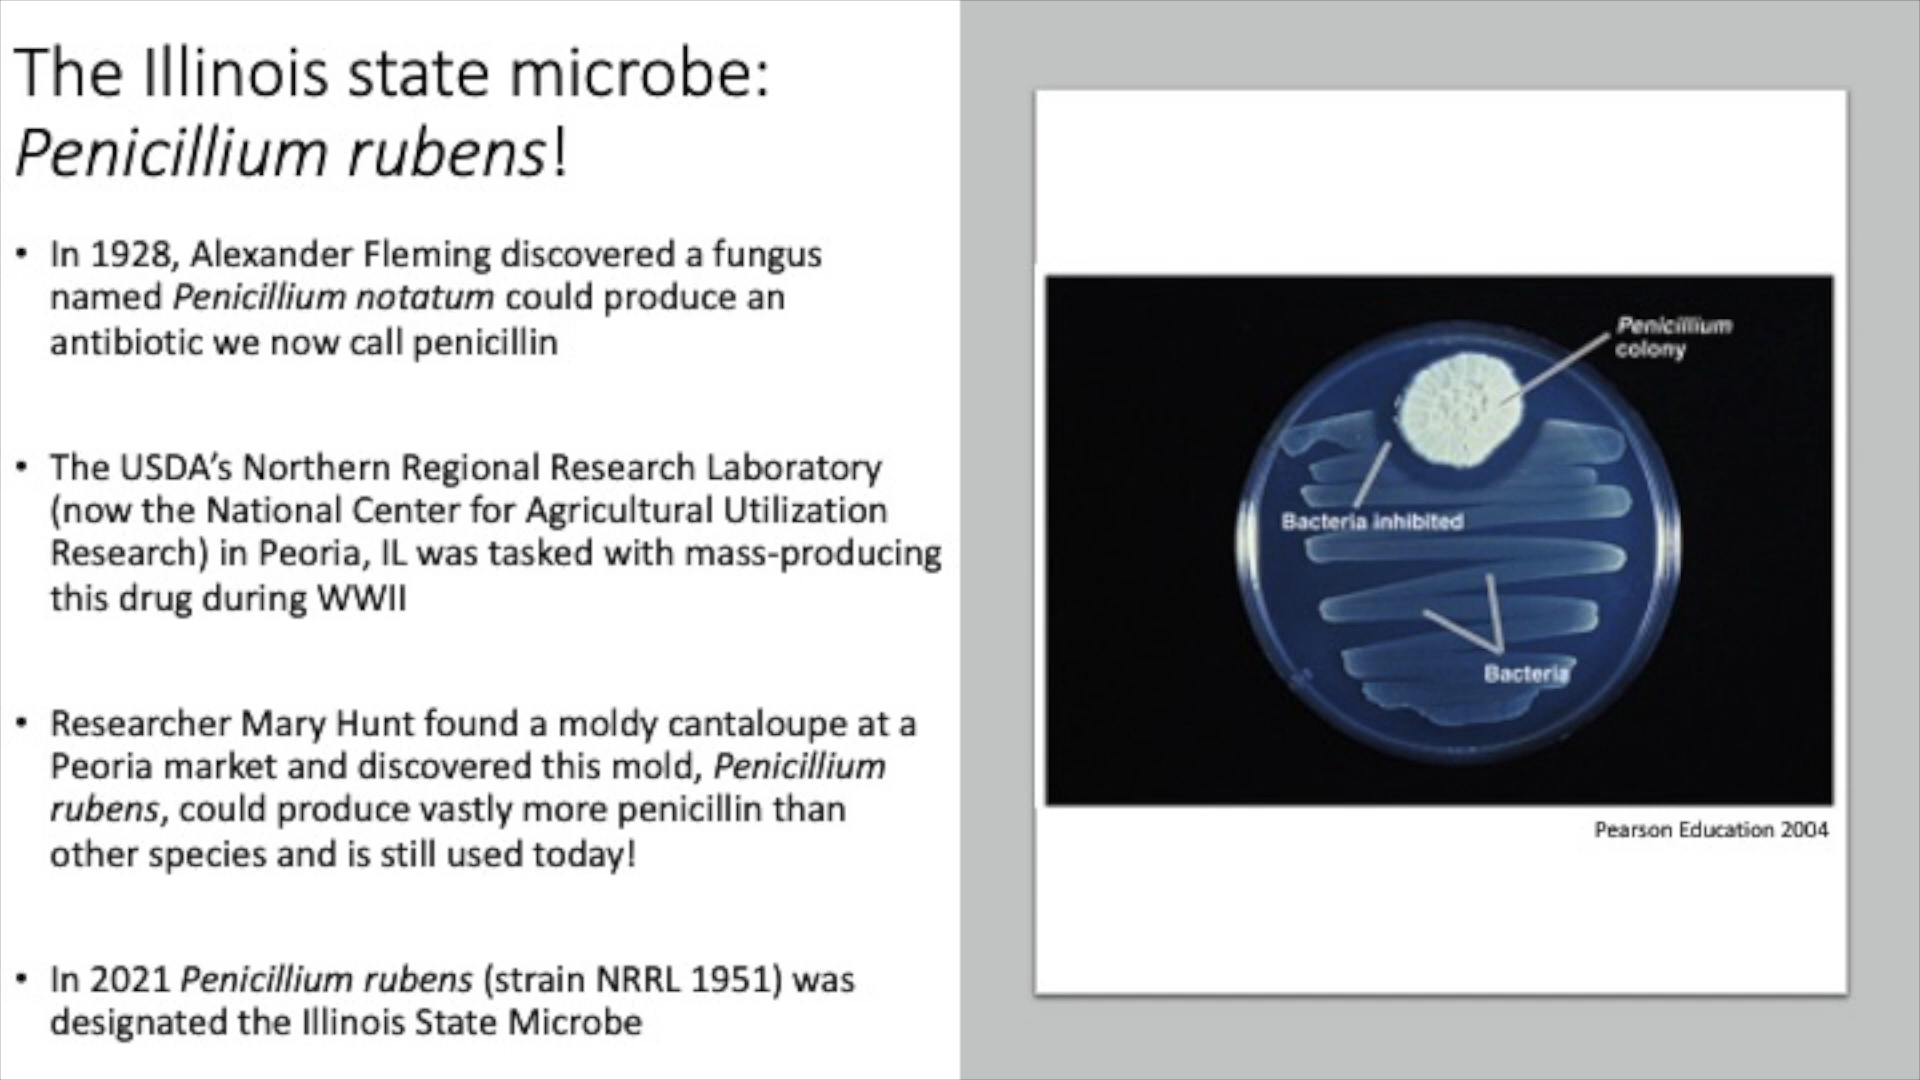 The Illinois state microbe:
Penicillium rubens!
• In 1928, Alexander Fleming discovered a fungus
named Penicillium notatum could produce an
antibiotic we now call penicillin
• The USDA’s Northern Regional Research Laboratory
(now the National Center for Agricultural Utilization
Research) in Peoria, IL was tasked with mass-producing
this drug during WWII
• Researcher Mary Hunt found a moldy cantaloupe at a
Peoria market and discovered this mold, Penicillium
rubens, could produce vastly more penicillin than
other species and is still used today!
• In 2021 Penicillium rubens (strain NRRL 1951) was
designated the Illinois State Microbe
Penicillium
colony
Bacteria inhibited
Bacteria
Pearson Education 2004